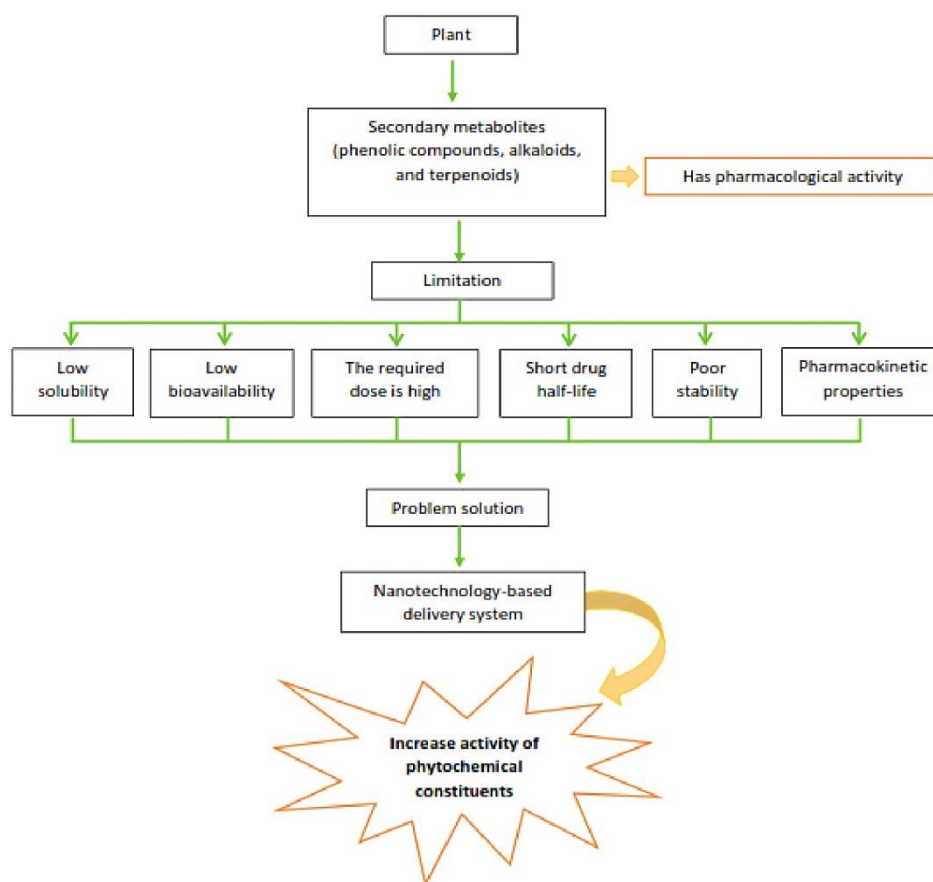 Plant
Secondary metabolites
(phenolic compounds, alkaloids,
and terpenoids)
Has pharmacological activity
Limitation
Low
solubility
Low
bioavailability
The required
dose is high
Short drug
half-life
Poor
stability
Pharmacokinetic
properties
Problem solution
Nanotechnology-based
delivery system
Increase activity of
phytochemical
constituents